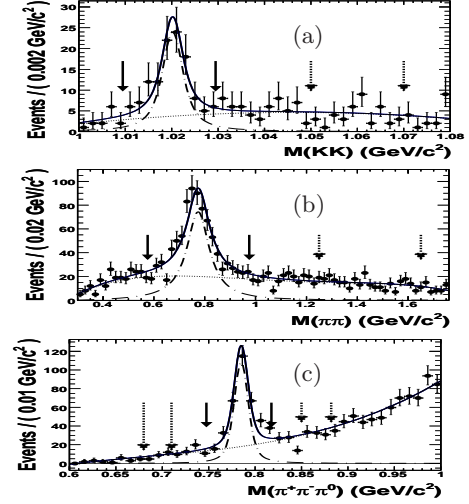 Events / ( 0.002 GeV/c² )
30
25
20
15
10
5
0
(a)
1 1.01 1.02 1.03 1.04 1.05 1.06 1.07 1.08
M(KK) (GeV/c²)
Events / ( 0.02 GeV/c² )
100
80
60
40
20
0
(b)
0.4 0.6 0.8 1 1.2 1.4 1.6
M(ππ) (GeV/c²)
Events / ( 0.01 GeV/c² )
120
100
80
60
40
20
0
(c)
0.6 0.65 0.7 0.75 0.8 0.85 0.9 0.95 1
M(π⁺π⁻π⁰) (GeV/c²)